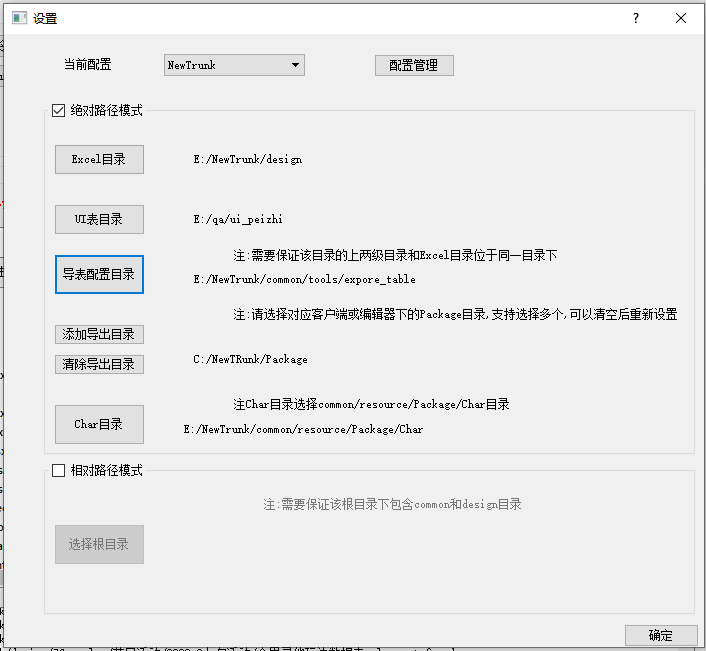 设置
当前配置
NewTrunk
配置管理
绝对路径模式
Excel目录
E:/NewTrunk/design
UI表目录
E:/qa/ui_peizhi
注:需要保证该目录的上两级目录和Excel目录位于同一目录下
导表配置目录
E:/NewTrunk/common/tools/expore_table
注:请选择对应客户端或编辑器下的Package目录,支持选择多个,可以清空后重新设置
添加导出目录
清除导出目录
C:/NewTRunk/Package
注Char目录选择common/resource/Package/Char目录
Char目录
E:/NewTrunk/common/resource/Package/Char
相对路径模式
注:需要保证该根目录下包含common和design目录
选择根目录
确定